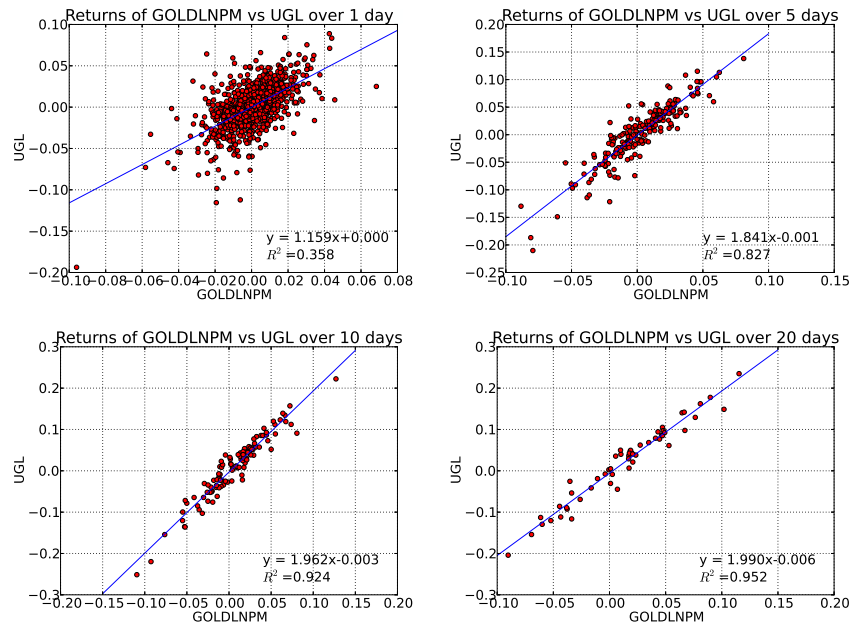 Returns of GOLDLNPM vs UGL over 1 day
0.10
0.05
0.00
−0.05
−0.10
−0.15
−0.20
UGL
y = 1.159x+0.000
R² =0.358
−0.10−0.08−0.06−0.04−0.02 0.00 0.02 0.04 0.06 0.08
GOLDLNPM
Returns of GOLDLNPM vs UGL over 5 days
0.20
0.15
0.10
0.05
0.00
−0.05
−0.10
−0.15
−0.20
−0.25
UGL
y = 1.841x-0.001
R² =0.827
−0.10 −0.05 0.00 0.05 0.10 0.15
GOLDLNPM
Returns of GOLDLNPM vs UGL over 10 days
0.3
0.2
0.1
0.0
−0.1
−0.2
−0.3
UGL
y = 1.962x-0.003
R² =0.924
−0.20 −0.15 −0.10 −0.05 0.00 0.05 0.10 0.15 0.20
GOLDLNPM
Returns of GOLDLNPM vs UGL over 20 days
0.3
0.2
0.1
0.0
−0.1
−0.2
−0.3
UGL
y = 1.990x-0.006
R² =0.952
−0.10 −0.05 0.00 0.05 0.10 0.15 0.20
GOLDLNPM